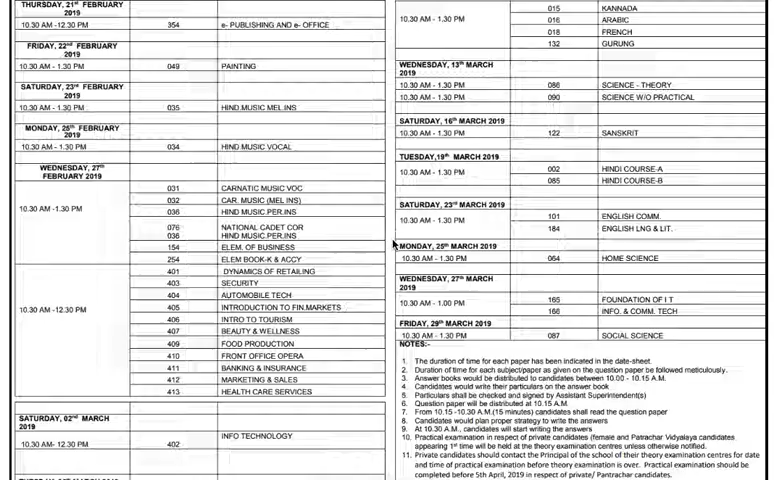 THURSDAY, 21st FEBRUARY
2019
10.30 AM -12.30 PM 354 e- PUBLISHING AND e- OFFICE
FRIDAY, 22nd FEBRUARY
2019
10.30 AM - 1.30 PM 049 PAINTING
SATURDAY, 23rd FEBRUARY
2019
10.30 AM - 1.30 PM 035 HIND.MUSIC MEL.INS
MONDAY, 25th FEBRUARY
2019
10.30 AM - 1.30 PM 034 HIND.MUSIC VOCAL
WEDNESDAY, 27th
FEBRUARY 2019
10.30 AM -1.30 PM
031 CARNATIC MUSIC VOC
032 CAR. MUSIC (MEL INS)
036 HIND.MUSIC PER.INS
076 NATIONAL CADET COR
036 HIND.MUSIC.PER.INS
154 ELEM. OF BUSINESS
254 ELEM BOOK-K & ACCY
10.30 AM -12.30 PM
401 DYNAMICS OF RETAILING
403 SECURITY
404 AUTOMOBILE TECH
405 INTRODUCTION TO FIN.MARKETS
406 INTRO TO TOURISM
407 BEAUTY & WELLNESS
409 FOOD PRODUCTION
410 FRONT OFFICE OPERA
411 BANKING & INSURANCE
412 MARKETING & SALES
413 HEALTH CARE SERVICES
SATURDAY, 02nd MARCH
2019
10.30 AM- 12.30 PM 402 INFO TECHNOLOGY
10.30 AM - 1.30 PM
015 KANNADA
016 ARABIC
018 FRENCH
132 GURUNG
WEDNESDAY, 13th MARCH
2019
10.30 AM - 1.30 PM 086 SCIENCE - THEORY
10.30 AM - 1.30 PM 090 SCIENCE W/O PRACTICAL
SATURDAY, 16th MARCH 2019
10.30 AM - 1.30 PM 122 SANSKRIT
TUESDAY,19th MARCH 2019
10.30 AM - 1.30 PM
002 HINDI COURSE-A
085 HINDI COURSE-B
SATURDAY, 23rd MARCH 2019
10.30 AM - 1.30 PM
101 ENGLISH COMM.
184 ENGLISH LNG & LIT.
MONDAY, 25th MARCH 2019
10.30 AM - 1.30 PM 064 HOME SCIENCE
WEDNESDAY, 27th MARCH
2019
10.30 AM - 1.00 PM
165 FOUNDATION OF I T
166 INFO. & COMM. TECH
FRIDAY, 29th MARCH 2019
10.30 AM - 1.30 PM 087 SOCIAL SCIENCE
NOTES:-
1. The duration of time for each paper has been indicated in the date-sheet.
2. Duration of time for each subject/paper as given on the question paper be followed meticulously.
3. Answer books would be distributed to candidates between 10.00 - 10.15 A.M.
4. Candidates would write their particulars on the answer book
5. Particulars shall be checked and signed by Assistant Superintendent(s)
6. Question paper will be distributed at 10.15 A.M.
7. From 10.15 -10.30 A.M.(15 minutes) candidates shall read the question paper
8. Candidates would plan proper strategy to write the answers
9. At 10.30 A.M., candidates will start writing the answers
10. Practical examination in respect of private candidates (female and Patrachar Vidyalaya candidates
appearing 1st time will be held at the theory examination centres unless otherwise notified.
11. Private candidates should contact the Principal of the school of their theory examination centres for date
and time of practical examination before theory examination is over. Practical examination should be
completed before 5th April, 2019 in respect of private/ Pantrachar candidates.